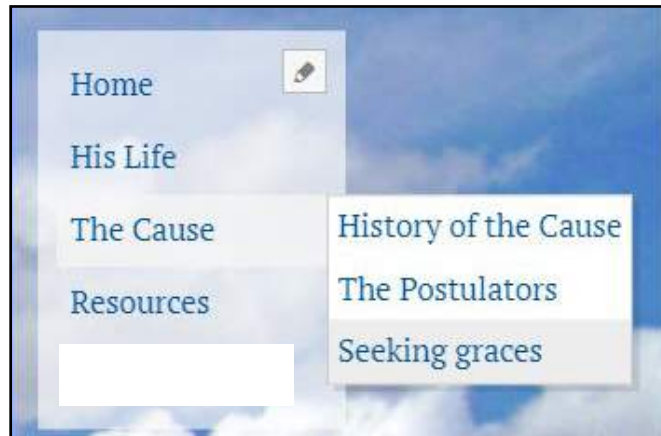 Home
His Life
The Cause
Resources
History of the Cause
The Postulators
Seeking graces